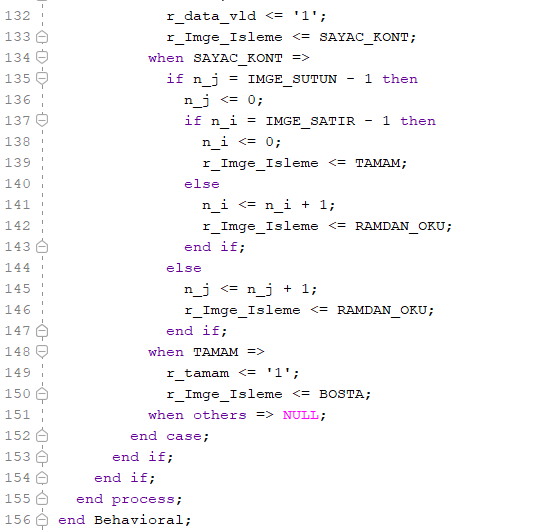 132 r_data_vld <= '1';
133 r_Imge_Isleme <= SAYAC_KONT;
134 when SAYAC_KONT =>
135 if n_j = IMGE_SUTUN - 1 then
136 n_j <= 0;
137 if n_i = IMGE_SATIR - 1 then
138 n_i <= 0;
139 r_Imge_Isleme <= TAMAM;
140 else
141 n_i <= n_i + 1;
142 r_Imge_Isleme <= RAMDAN_OKU;
143 end if;
144 else
145 n_j <= n_j + 1;
146 r_Imge_Isleme <= RAMDAN_OKU;
147 end if;
148 when TAMAM =>
149 r_tamam <= '1';
150 r_Imge_Isleme <= BOSTA;
151 when others => NULL;
152 end case;
153 end if;
154 end if;
155 end process;
156 end Behavioral;